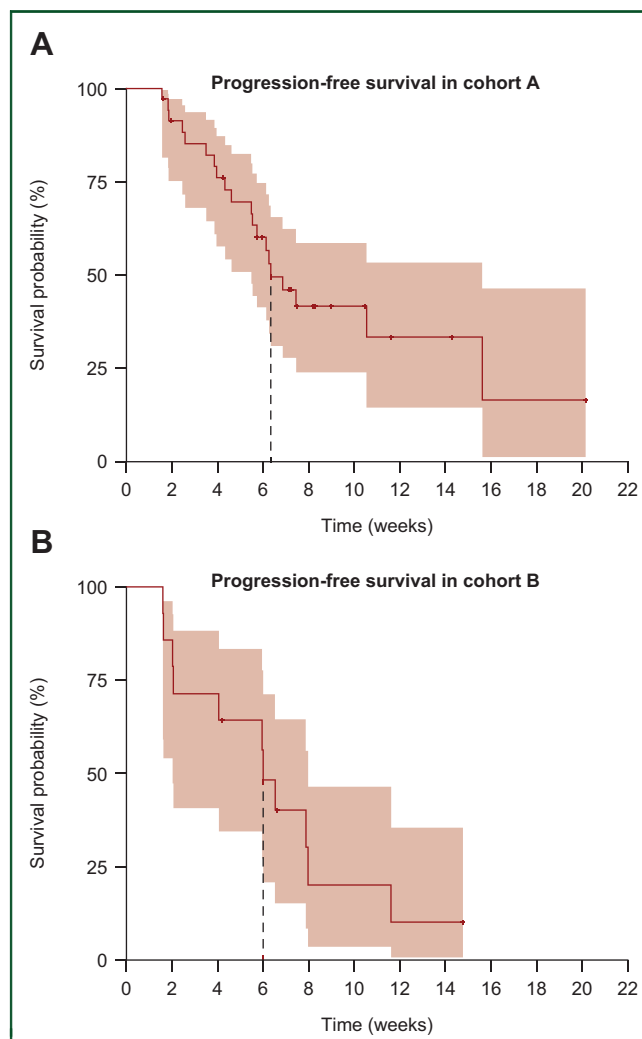 A
Progression-free survival in cohort A
100
75
50
25
0
Survival probability (%)
0 2 4 6 8 10 12 14 16 18 20 22
Time (weeks)
B
Progression-free survival in cohort B
100
75
50
25
0
Survival probability (%)
0 2 4 6 8 10 12 14 16 18 20 22
Time (weeks)